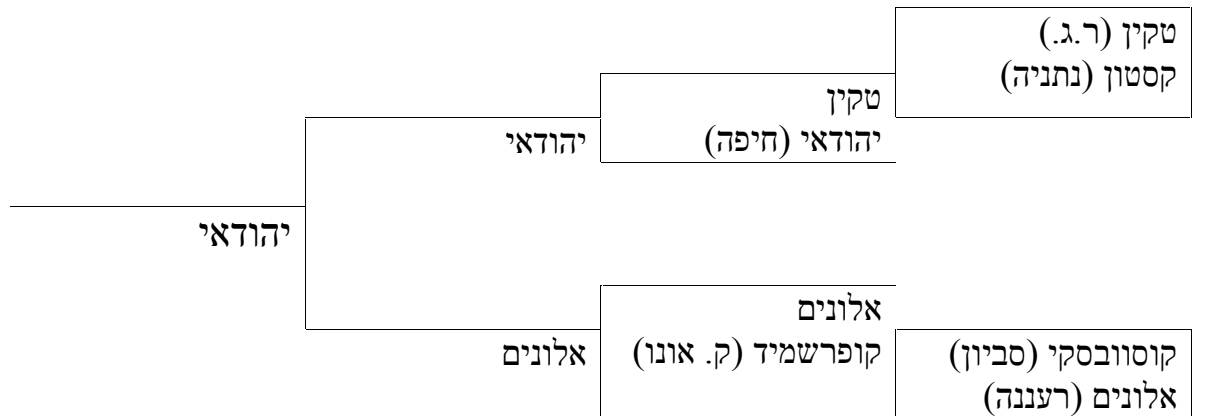 טקין (ר.ג.)
קסטון (נתניה)
טקין
יהודאי (חיפה)
יהודאי
יהודאי
אלונים
קופרשמיד (ק. אונו)
אלונים
קוסוובסקי (סביון)
אלונים (רעננה)